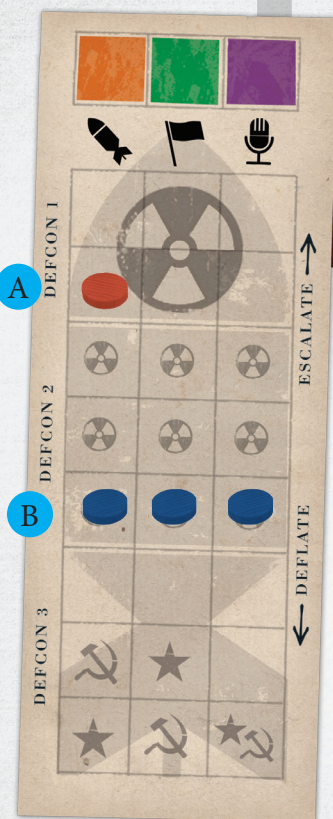 DEFCON 1
A
ESCALATE
DEFCON 2
B
DEFLATE
DEFCON 3